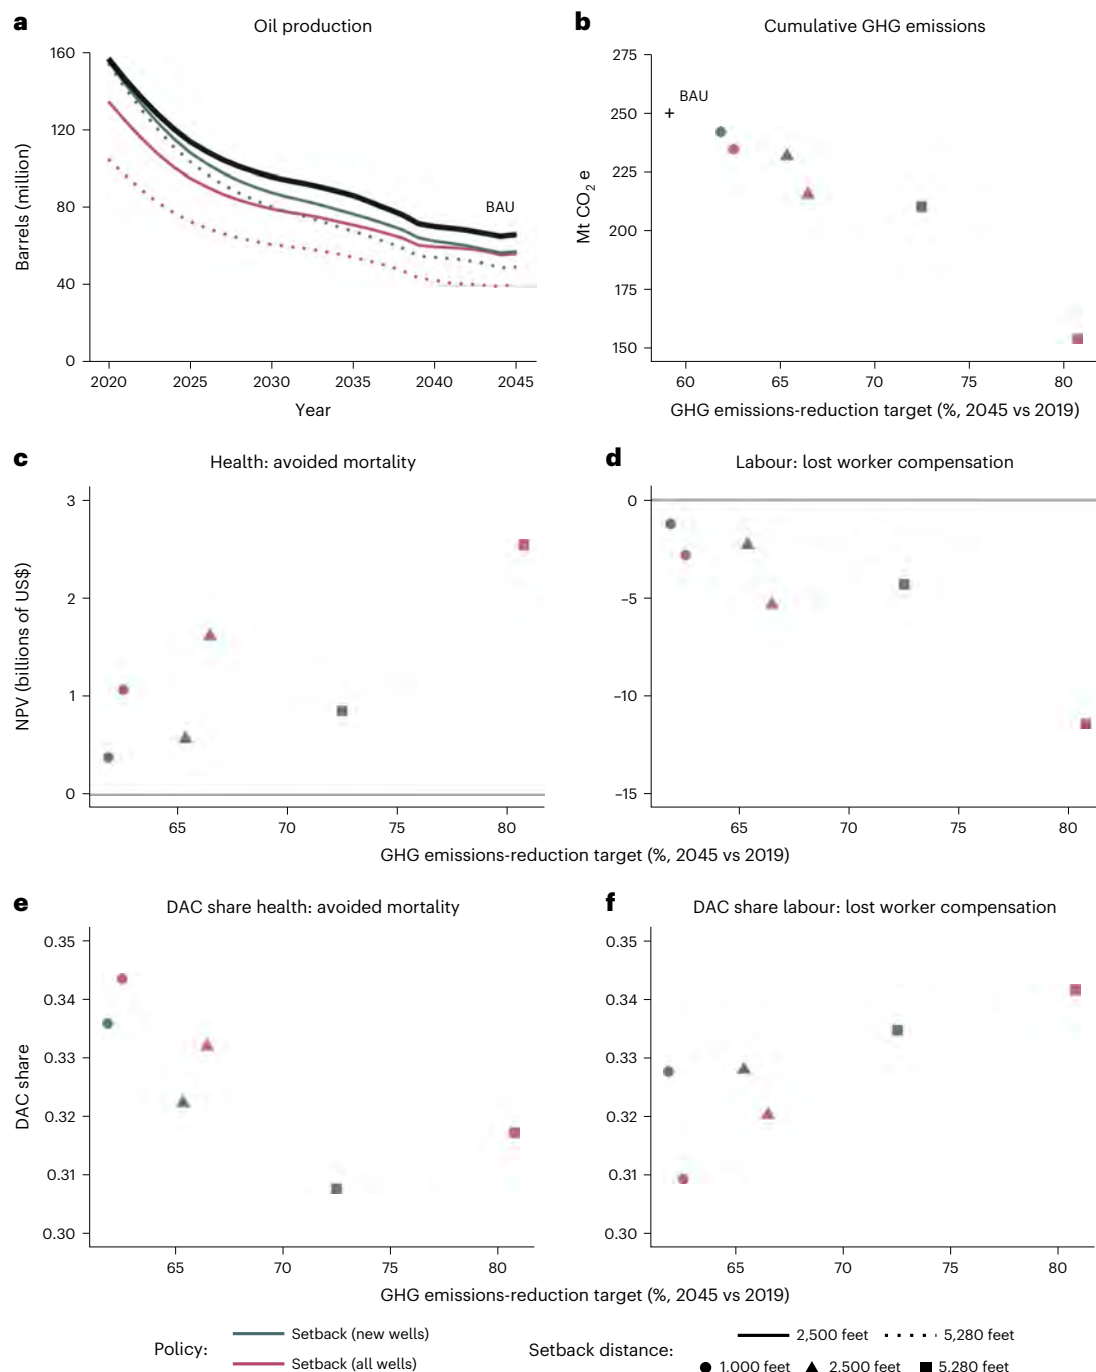 a
Oil production
160
120
80
40
0
Barrels (million)
BAU
2020 2025 2030 2035 2040 2045
Year
b
Cumulative GHG emissions
275
250
225
200
175
150
Mt CO2 e
BAU
60 65 70 75 80
GHG emissions-reduction target (%, 2045 vs 2019)
c
Health: avoided mortality
3
2
1
0
NPV (billions of US$)
65 70 75 80
d
Labour: lost worker compensation
0
–5
–10
–15
65 70 75 80
GHG emissions-reduction target (%, 2045 vs 2019)
e
DAC share health: avoided mortality
0.35
0.34
0.33
0.32
0.31
0.30
DAC share
65 70 75 80
f
DAC share labour: lost worker compensation
0.35
0.34
0.33
0.32
0.31
0.30
65 70 75 80
GHG emissions-reduction target (%, 2045 vs 2019)
Policy:
Setback (new wells)
Setback (all wells)
Setback distance:
2,500 feet 5,280 feet
1,000 feet 2,500 feet 5,280 feet